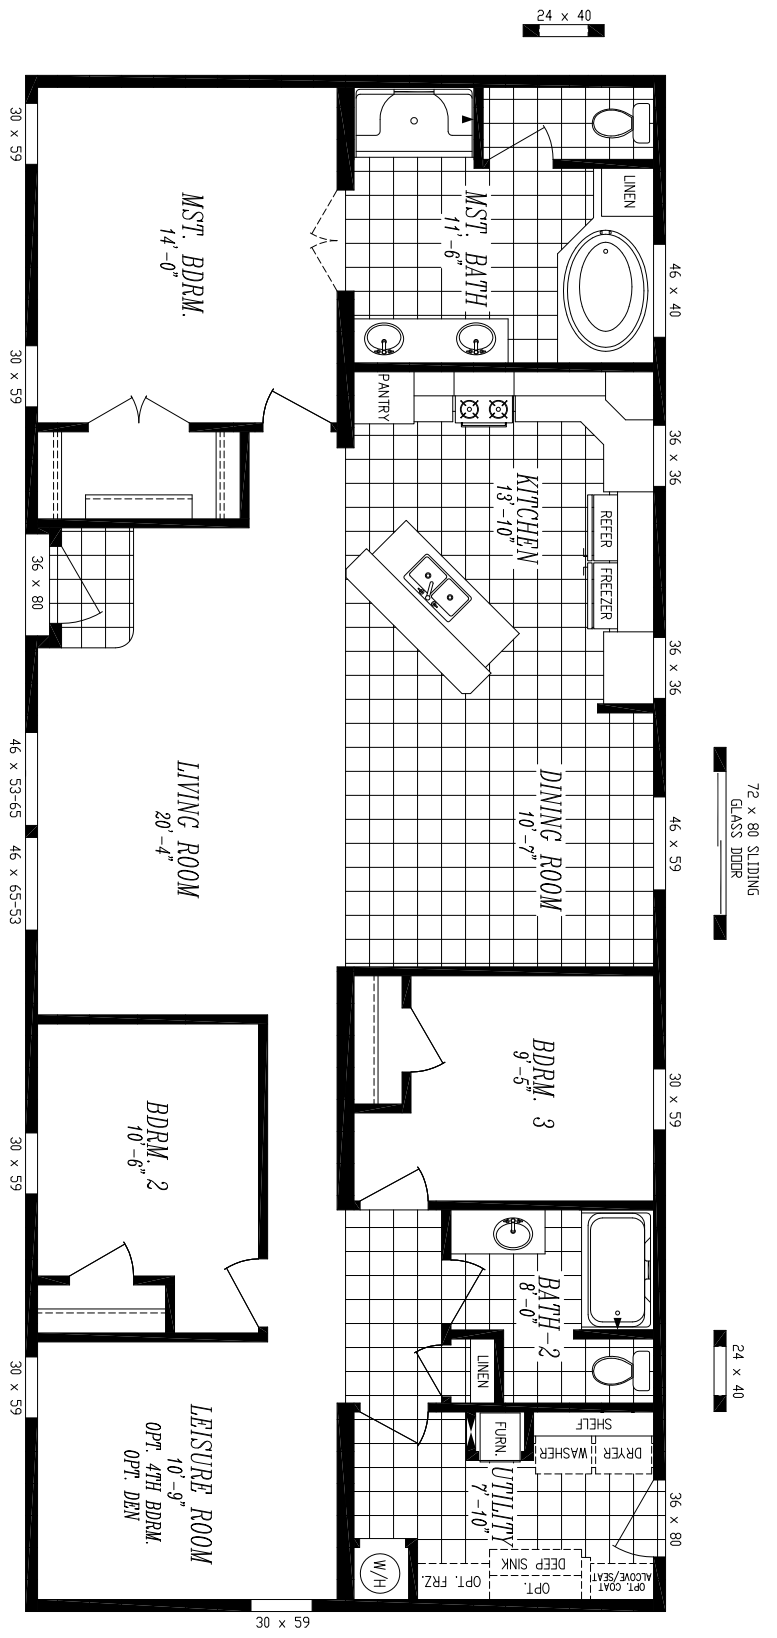 24 x 40
30 x 59
MST. BDRM.
14'-0"
MST. BATH
11'-6"
LINEN
46 x 40
30 x 59
PANTRY
36 x 36
KITCHEN
13'-10"
REFER
FREEZER
36 x 80
36 x 36
72 x 80 SLIDING
GLASS DOOR
46 x 53-65
46 x 65-53
LIVING ROOM
20'-4"
DINING ROOM
10'-7"
46 x 59
BDRM. 3
9'-5"
30 x 59
BDRM. 2
10'-6"
30 x 59
BATH-2
8'-0"
LINEN
24 x 40
30 x 59
LEISURE ROOM
10'-9"
OPT. 4TH BDRM.
OPT. DEN
FURN.
SHELF
WASHER
DRYER
UTILITY
7'-10"
36 x 80
W/H
OPT. FRZ.
DEEP SINK
OPT.
OPT. COAT
ALCOVE/SEAT
30 x 59